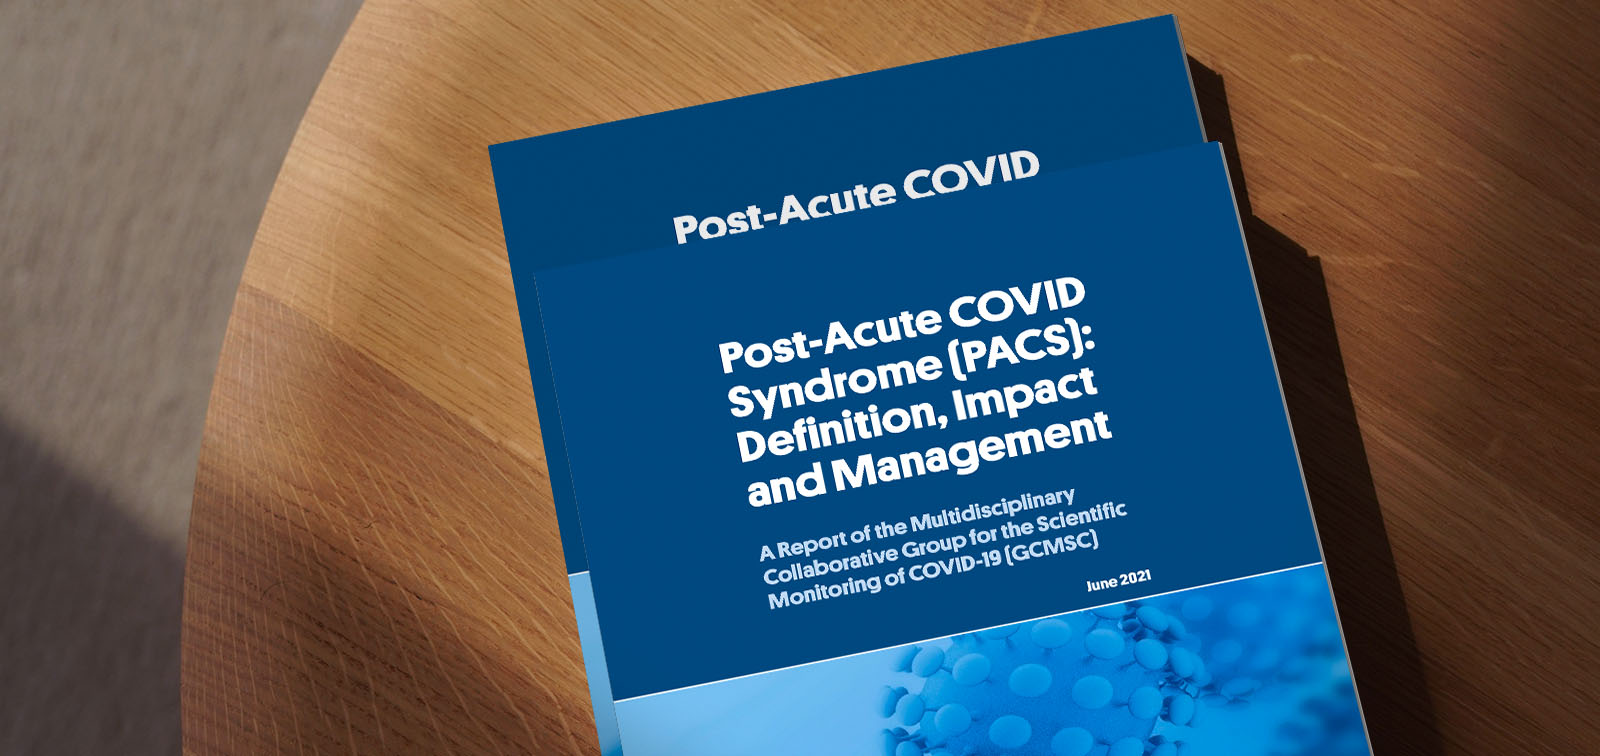 Post-Acute COVID
Post-Acute COVID
Syndrome (PACS):
Definition, Impact
and Management
A Report of the Multidisciplinary
Collaborative Group for the Scientific
Monitoring of COVID-19 (GCMSC)
June 2021